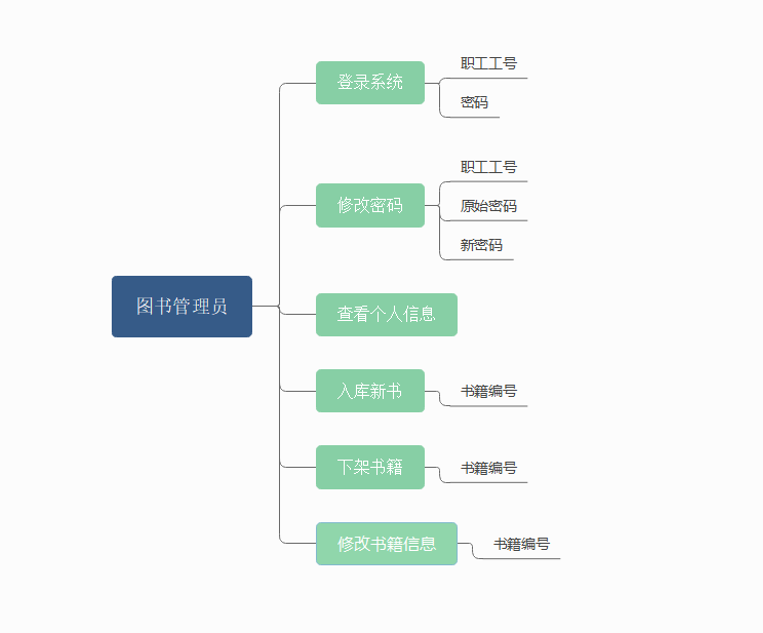 图书管理员
登录系统
职工工号
密码
修改密码
职工工号
原始密码
新密码
查看个人信息
入库新书
书籍编号
下架书籍
书籍编号
修改书籍信息
书籍编号